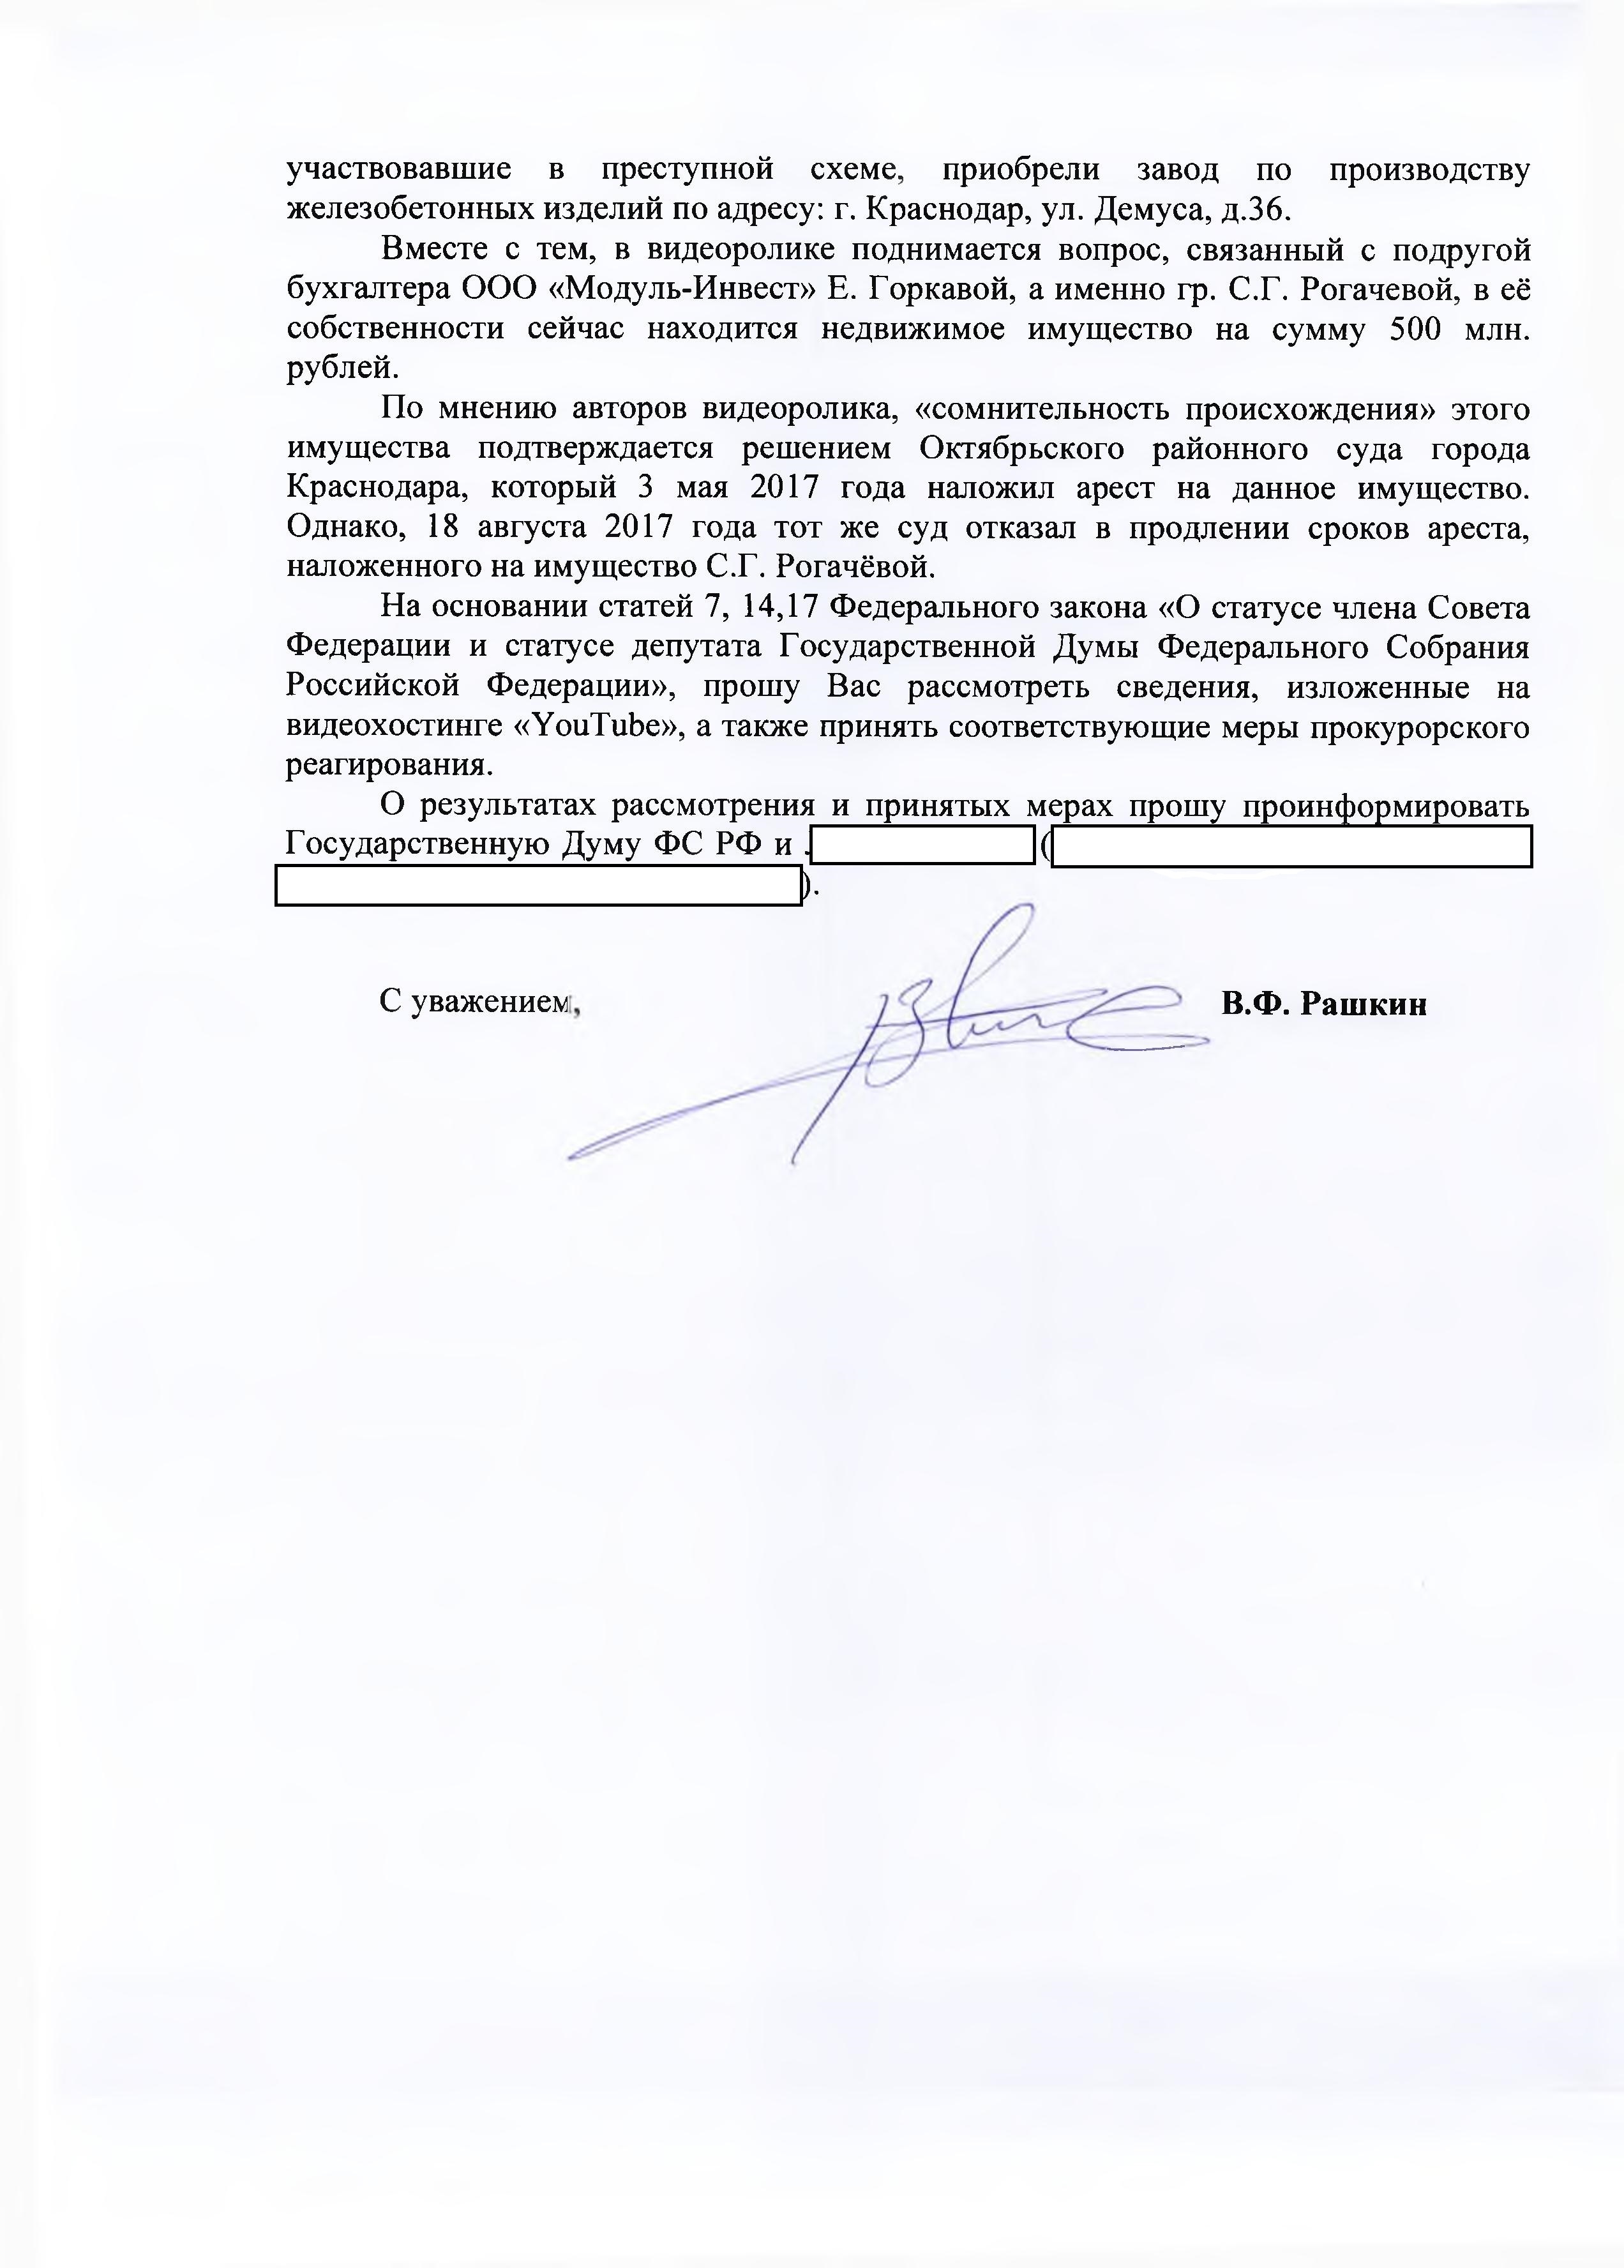 участвовавшие в преступной схеме, приобрели завод по производству
железобетонных изделий по адресу: г. Краснодар, ул. Демуса, д.36.
Вместе с тем, в видеоролике поднимается вопрос, связанный с подругой
бухгалтера ООО «Модуль-Инвест» Е. Горкавой, а именно гр. С.Г. Рогачевой, в её
собственности сейчас находится недвижимое имущество на сумму 500 млн.
рублей.
По мнению авторов видеоролика, «сомнительность происхождения» этого
имущества подтверждается решением Октябрьского районного суда города
Краснодара, который 3 мая 2017 года наложил арест на данное имущество.
Однако, 18 августа 2017 года тот же суд отказал в продлении сроков ареста,
наложенного на имущество С.Г. Рогачёвой.
На основании статей 7, 14,17 Федерального закона «О статусе члена Совета
Федерации и статусе депутата Государственной Думы Федерального Собрания
Российской Федерации», прошу Вас рассмотреть сведения, изложенные на
видеохостинге «YouTube», а также принять соответствующие меры прокурорского
реагирования.
О результатах рассмотрения и принятых мерах прошу проинформировать
Государственную Думу ФС РФ и (
).
С уважением,
В.Ф. Рашкин